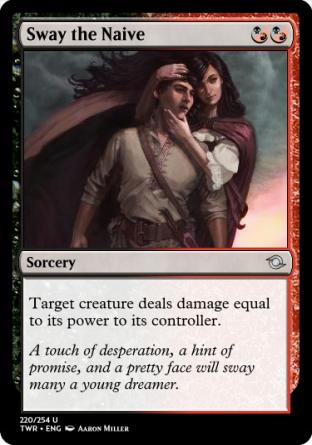 Sway the Naive
Sorcery
Target creature deals damage equal
to its power to its controller.
A touch of desperation, a hint of
promise, and a pretty face will sway
many a young dreamer.
220/254 U
TWR • ENG Aaron Miller